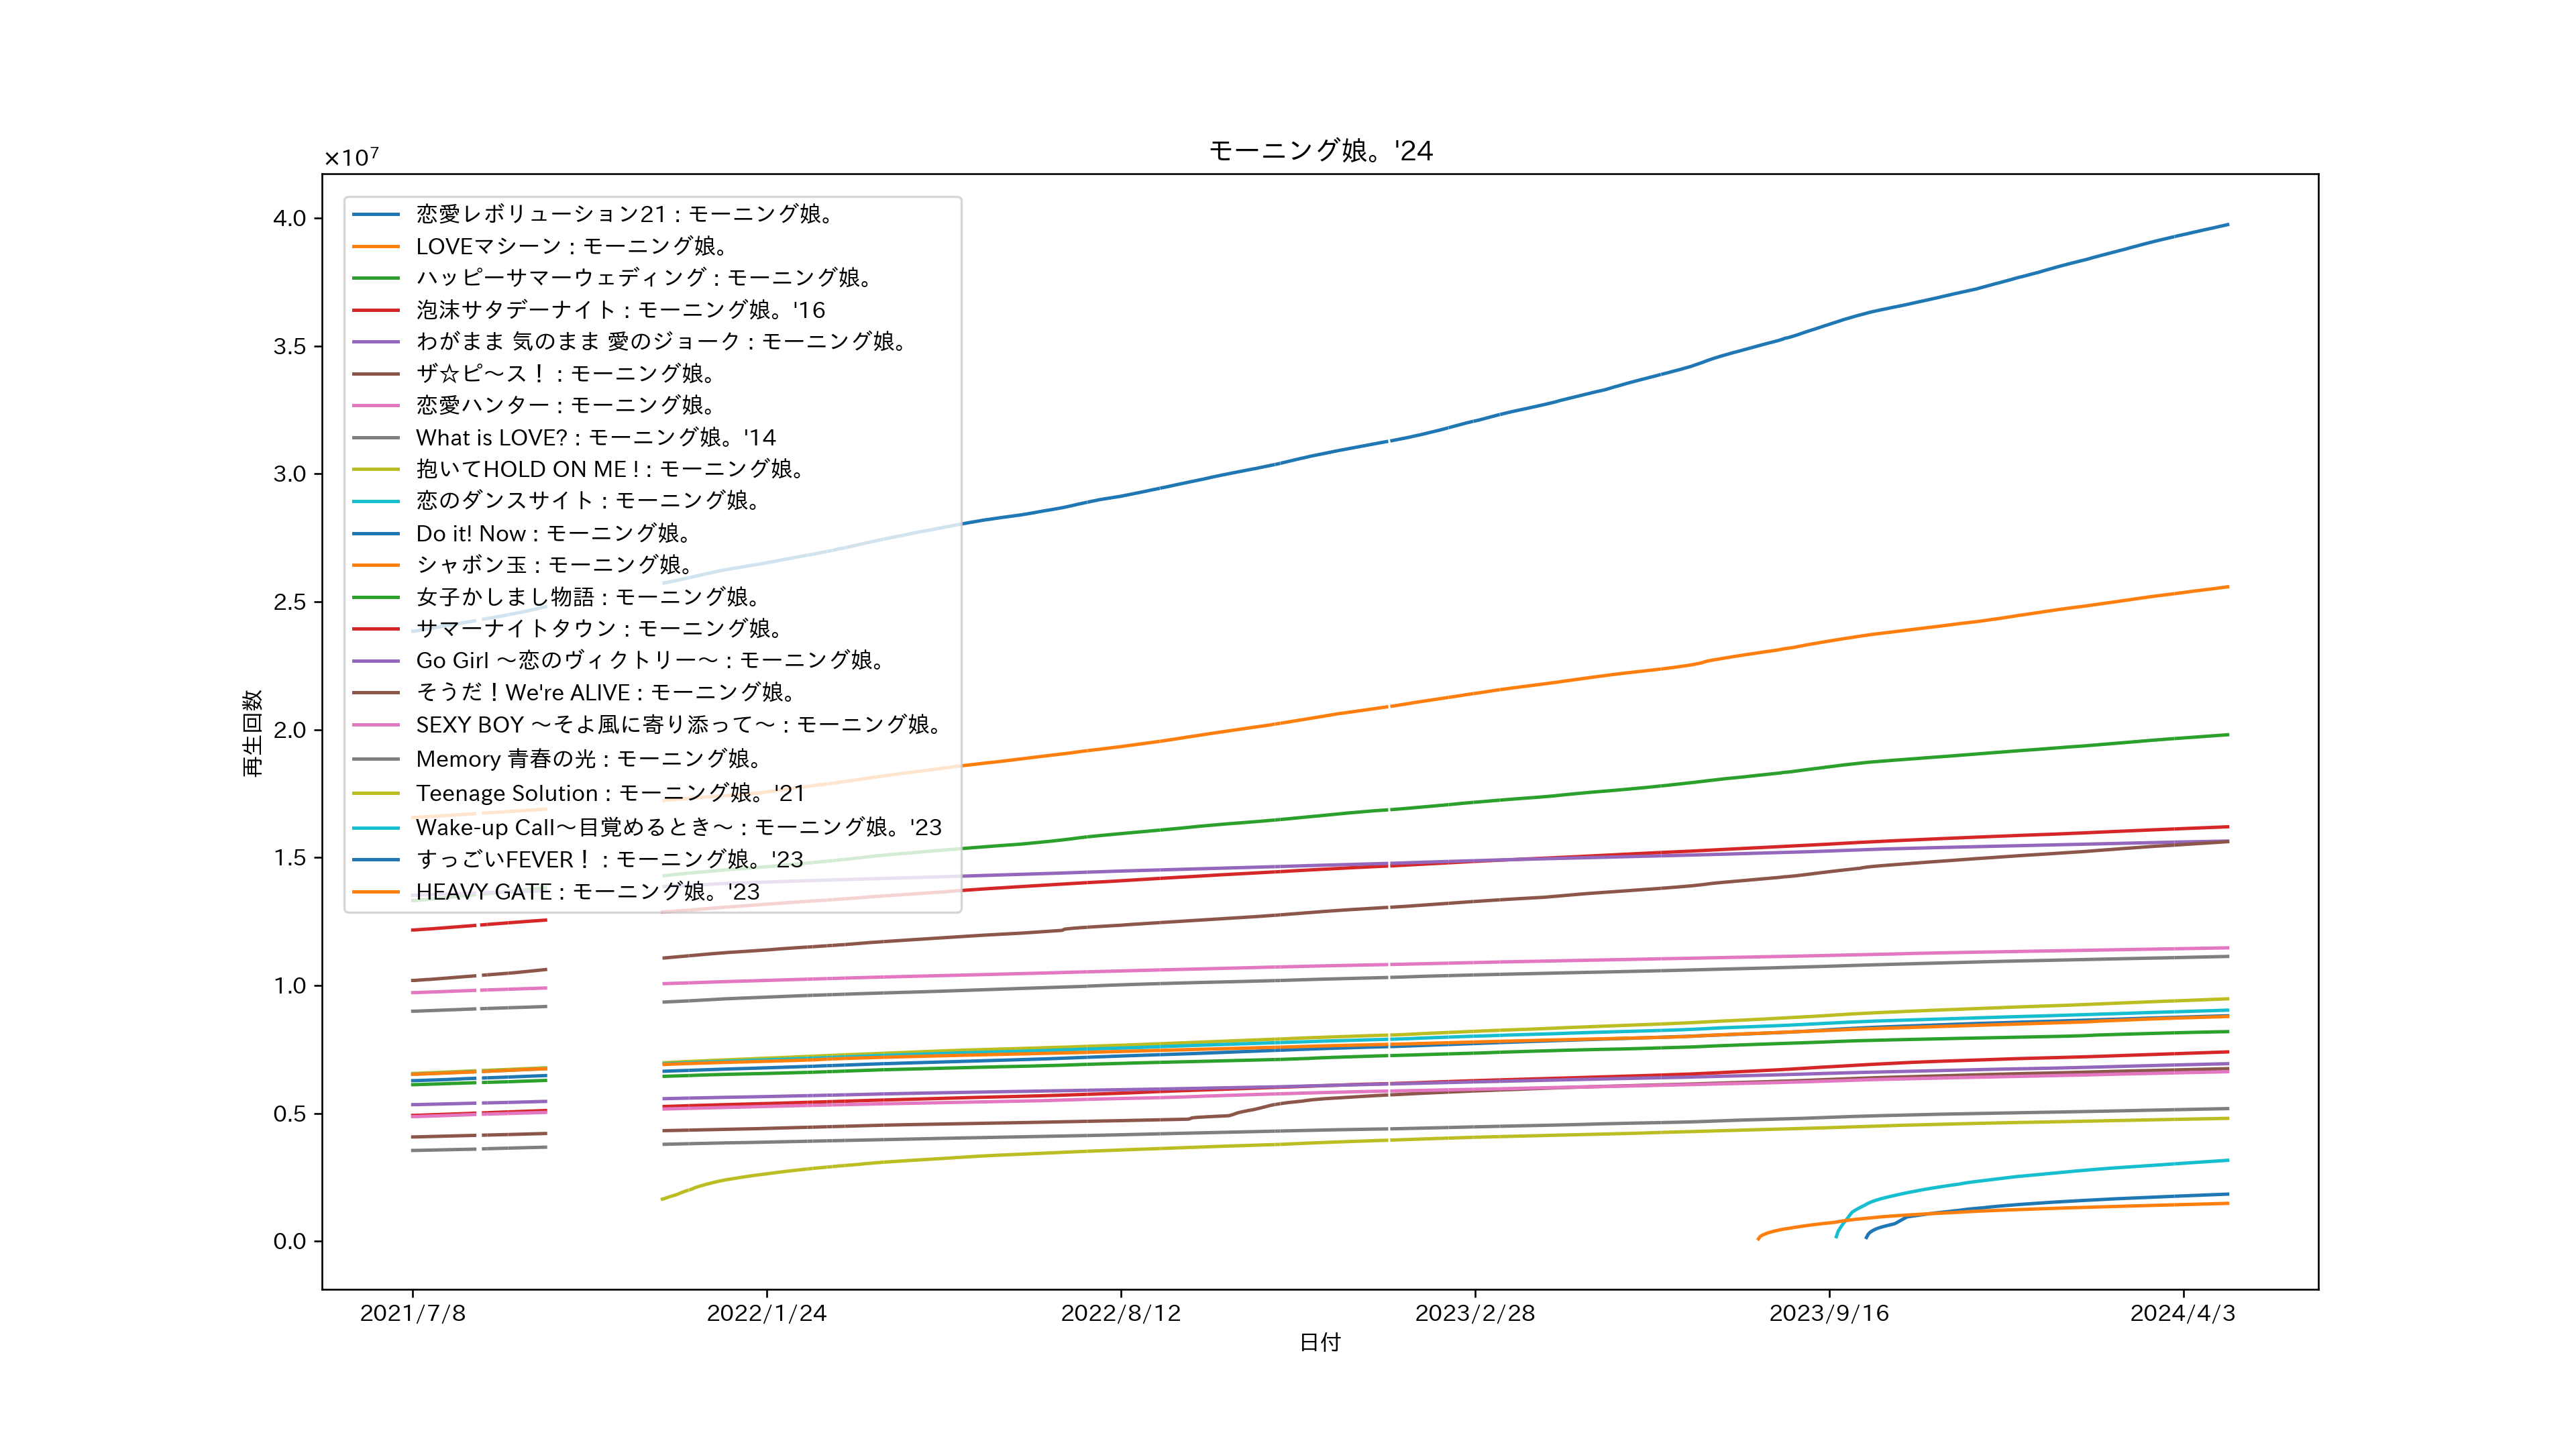 モーニング娘。'24
×10⁷
4.0
3.5
3.0
2.5
2.0
1.5
1.0
0.5
0.0
再生回数
恋愛レボリューション21 : モーニング娘。
LOVEマシーン : モーニング娘。
ハッピーサマーウェディング : モーニング娘。
泡沫サタデーナイト : モーニング娘。'16
わがまま 気のまま 愛のジョーク : モーニング娘。
ザ☆ピ〜ス！ : モーニング娘。
恋愛ハンター : モーニング娘。
What is LOVE? : モーニング娘。'14
抱いてHOLD ON ME ! : モーニング娘。
恋のダンスサイト : モーニング娘。
Do it! Now : モーニング娘。
シャボン玉 : モーニング娘。
女子かしまし物語 : モーニング娘。
サマーナイトタウン : モーニング娘。
Go Girl 〜恋のヴィクトリー〜 : モーニング娘。
そうだ！We're ALIVE : モーニング娘。
SEXY BOY 〜そよ風に寄り添って〜 : モーニング娘。
Memory 青春の光 : モーニング娘。
Teenage Solution : モーニング娘。'21
Wake-up Call〜目覚めるとき〜 : モーニング娘。'23
すっごいFEVER！ : モーニング娘。'23
HEAVY GATE : モーニング娘。'23
2021/7/8
2022/1/24
2022/8/12
2023/2/28
2023/9/16
2024/4/3
日付